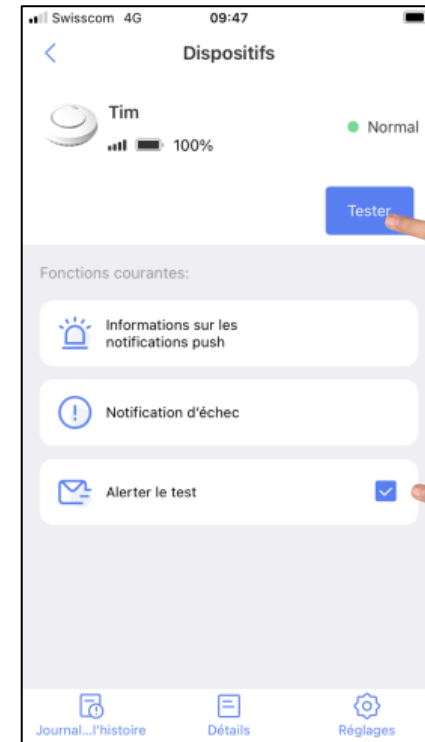 Swisscom 4G 09:47
Dispositifs
Tim
100%
Normal
Tester
Fonctions courantes:
Informations sur les
notifications push
Notification d'échec
Alerter le test
Journal...l'histoire Détails Réglages